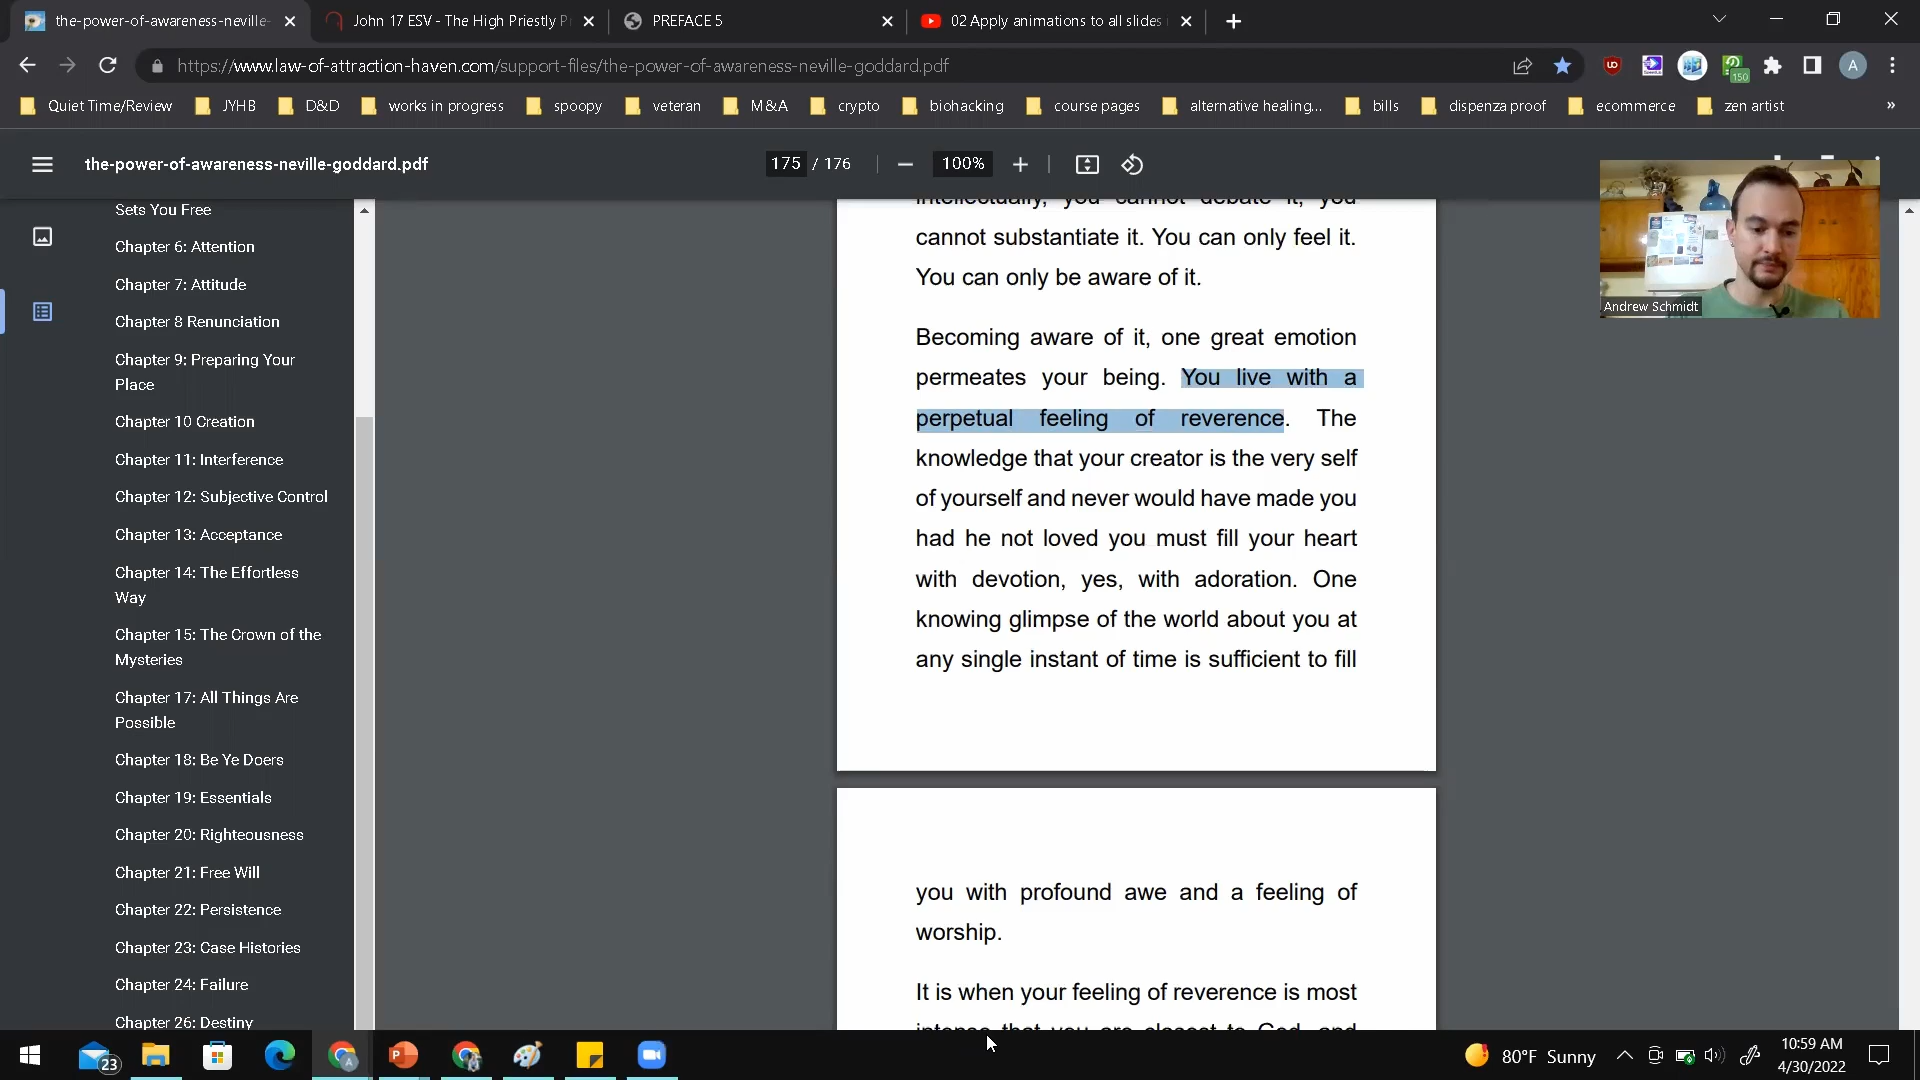 the-power-of-awareness-neville-
John 17 ESV - The High Priestly P
PREFACE 5
02 Apply animations to all slides
https://www.law-of-attraction-haven.com/support-files/the-power-of-awareness-neville-goddard.pdf
150
A
Quiet Time/Review
JYHB
D&D
works in progress
spoopy
veteran
M&A
crypto
biohacking
course pages
alternative healing...
bills
dispenza proof
ecommerce
zen artist
»
the-power-of-awareness-neville-goddard.pdf
175 / 176
100%
Sets You Free
Chapter 6: Attention
Chapter 7: Attitude
Chapter 8 Renunciation
Chapter 9: Preparing Your
Place
Chapter 10 Creation
Chapter 11: Interference
Chapter 12: Subjective Control
Chapter 13: Acceptance
Chapter 14: The Effortless
Way
Chapter 15: The Crown of the
Mysteries
Chapter 17: All Things Are
Possible
Chapter 18: Be Ye Doers
Chapter 19: Essentials
Chapter 20: Righteousness
Chapter 21: Free Will
Chapter 22: Persistence
Chapter 23: Case Histories
Chapter 24: Failure
Chapter 26: Destiny
intellectually, you cannot debate it, you
cannot substantiate it. You can only feel it.
You can only be aware of it.
Becoming aware of it, one great emotion
permeates your being. You live with a
perpetual feeling of reverence. The
knowledge that your creator is the very self
of yourself and never would have made you
had he not loved you must fill your heart
with devotion, yes, with adoration. One
knowing glimpse of the world about you at
any single instant of time is sufficient to fill
you with profound awe and a feeling of
worship.
It is when your feeling of reverence is most
intense that you are closest to God, and
Andrew Schmidt
23
80°F Sunny
10:59 AM
4/30/2022